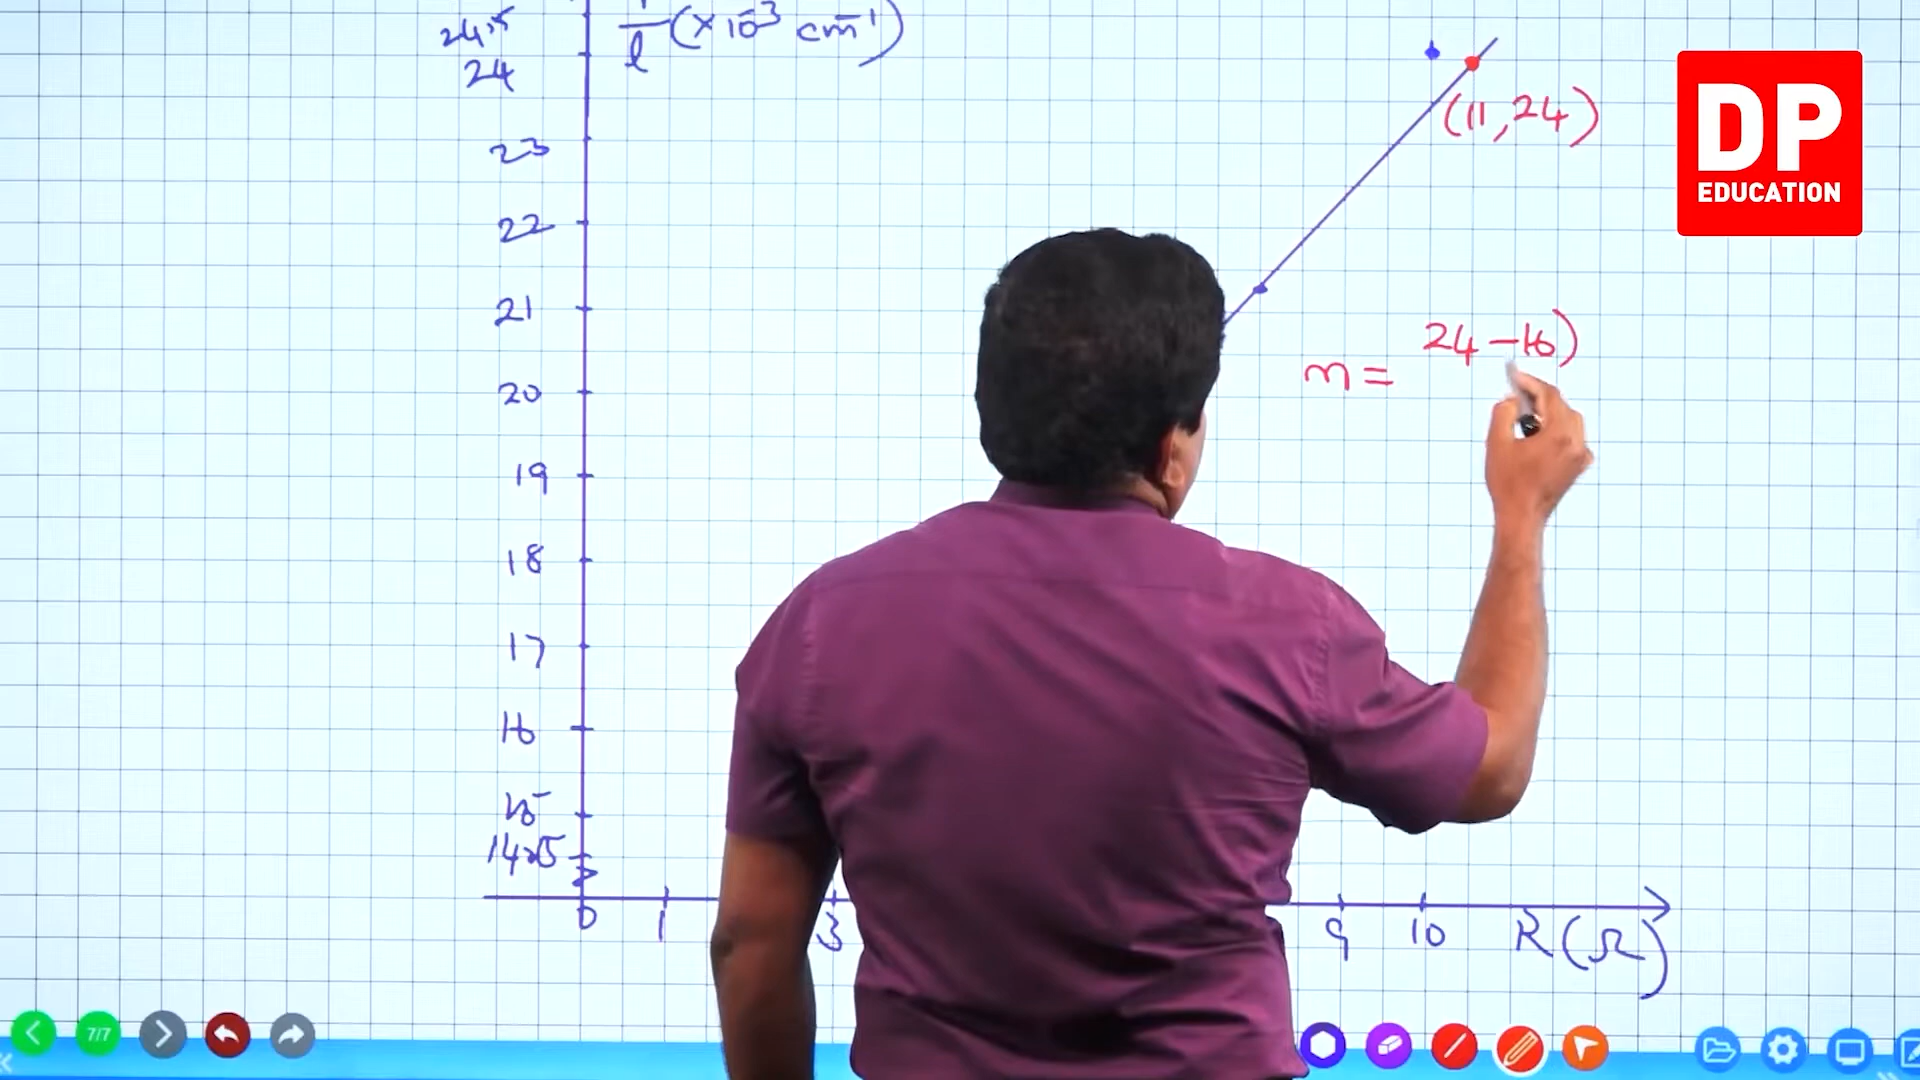 24.5
24
1/l (×10⁻³ cm⁻¹)
23
22
21
20
19
18
17
16
15
14.5
0 1 3 9 10 R(Ω)
(11,24)
m = 24-16)
DP
EDUCATION
7/7